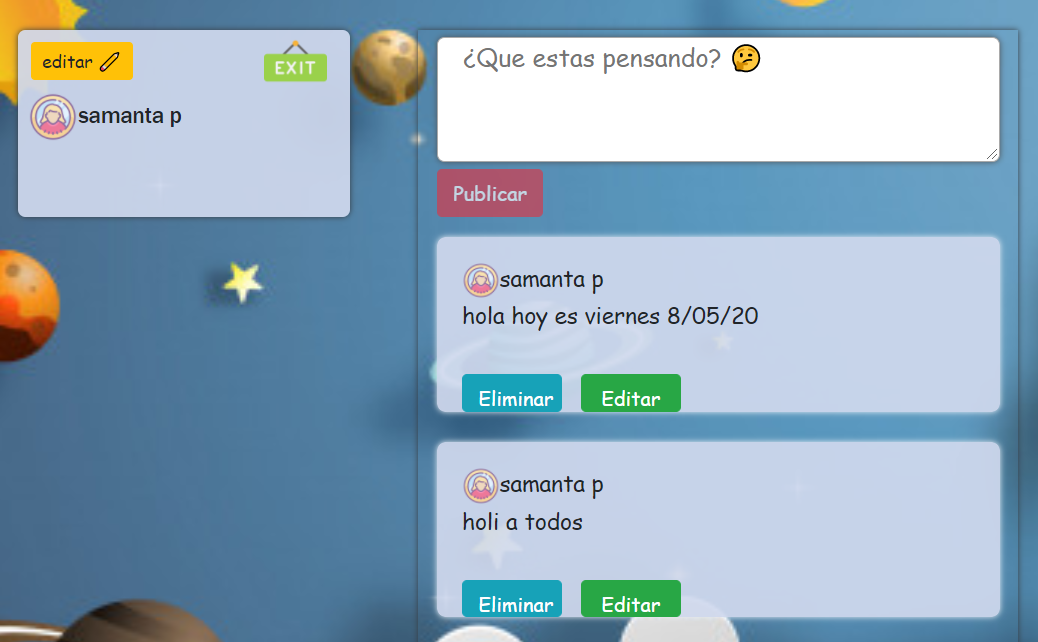 editar
EXIT
samanta p
¿Que estas pensando? 🤔
Publicar
samanta p
hola hoy es viernes 8/05/20
Eliminar
Editar
samanta p
holi a todos
Eliminar
Editar